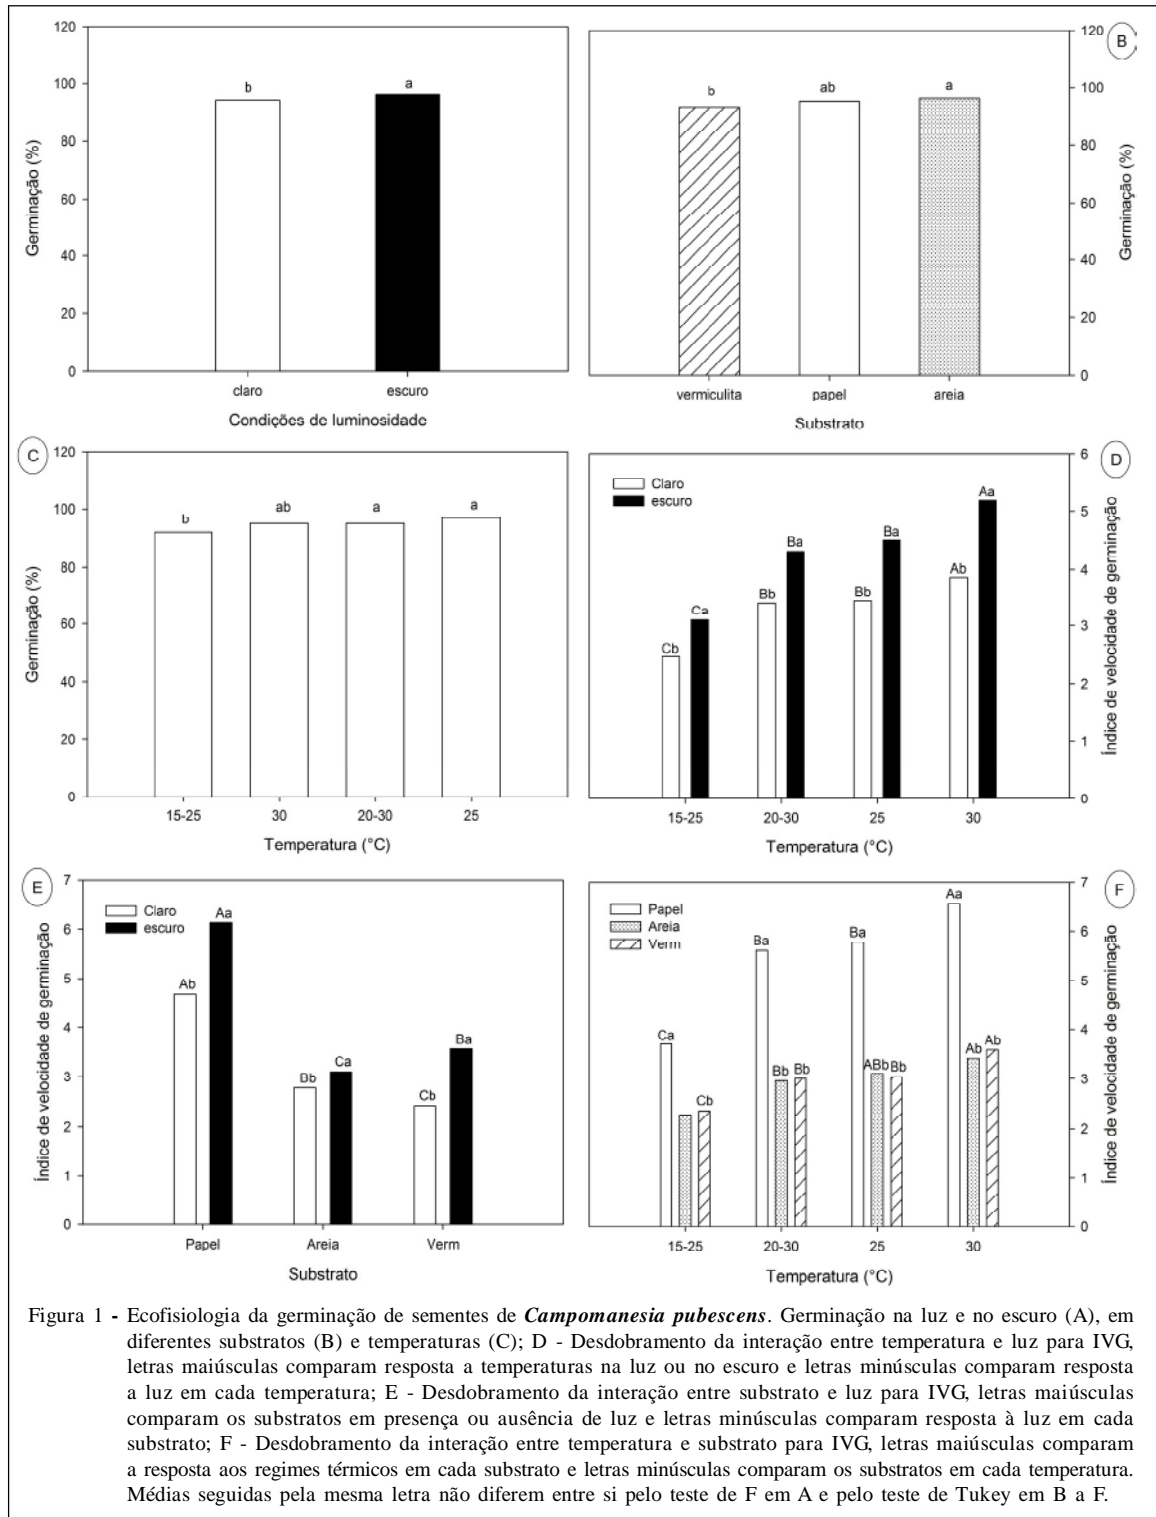 120
100
80
60
40
20
0
Germinação (%)
b
a
claro
escuro
Condições de luminosidade
B
120
100
80
60
40
20
0
Germinação (%)
b
ab
a
vermiculita
papel
areia
Substrato
C
120
100
80
60
40
20
0
Germinação (%)
b
ab
a
a
15-25
30
20-30
25
Temperatura (°C)
D
6
5
4
3
2
1
0
Índice de velocidade de germinação
Claro
escuro
Cb
Ca
Bb
Ba
Bb
Ba
Ab
Aa
15-25
20-30
25
30
Temperatura (°C)
E
7
6
5
4
3
2
1
0
Índice de velocidade de germinação
Claro
escuro
Ab
Aa
Bb
Ca
Cb
Ba
Papel
Areia
Verm
Substrato
F
7
6
5
4
3
2
1
0
Índice de velocidade de germinação
Papel
Areia
Verm
Ca
Cb
Ba
Bb
Bb
Ba
ABb
Bb
Aa
Ab
Ab
15-25
20-30
25
30
Temperatura (°C)
Figura 1 - Ecofisiologia da germinação de sementes de Campomanesia pubescens. Germinação na luz e no escuro (A), em
diferentes substratos (B) e temperaturas (C); D - Desdobramento da interação entre temperatura e luz para IVG,
letras maiúsculas comparam resposta a temperaturas na luz ou no escuro e letras minúsculas comparam resposta
a luz em cada temperatura; E - Desdobramento da interação entre substrato e luz para IVG, letras maiúsculas
comparam os substratos em presença ou ausência de luz e letras minúsculas comparam resposta à luz em cada
substrato; F - Desdobramento da interação entre temperatura e substrato para IVG, letras maiúsculas comparam
a resposta aos regimes térmicos em cada substrato e letras minúsculas comparam os substratos em cada temperatura.
Médias seguidas pela mesma letra não diferem entre si pelo teste de F em A e pelo teste de Tukey em B a F.